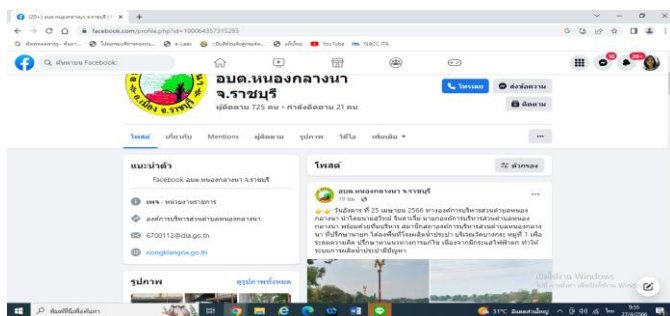 (20+) อบต.หนองกลางนา จ.ราชบุรี | F
facebook.com/profile.php?id=100064357315283
e-Laas
YouTube
NACC ITA
ค้นหาบน Facebook
อบต.หนองกลางนา
จ.ราชบุรี
ผู้ติดตาม 725 คน • กำลังติดตาม 21 คน
โทรเลย
ส่งข้อความ
ติดตาม
โพสต์ เกี่ยวกับ Mentions ผู้ติดตาม รูปภาพ วิดีโอ เพิ่มเติม
แนะนำตัว
Facebook อบต.หนองกลางนา จ.ราชบุรี
เพจ · หน่วยงานราชการ
องค์การบริหารส่วนตำบลหนองกลางนา
6700112@dla.go.th
nongklangna.go.th
รูปภาพ
ดูรูปภาพทั้งหมด
โพสต์
ตัวกรอง
อบต.หนองกลางนา จ.ราชบุรี
19 ชม.
วันอังคาร ที่ 25 เมษายน 2566 ทางองค์การบริหารส่วนตำบลหนอง
กลางนา นำโดยนายสุวิทย์ จินดาเรือ นายกองค์การบริหารส่วนตำบลหนอง
กลางนา พร้อมด้วยทีมบริหาร สมาชิกสภาองค์การบริหารส่วนตำบลหนองกลาง
นา ที่ปรึกษานายก ได้ลงพื้นที่โรงผลิตน้ำประปา บริเวณวัดบางกระ หมู่ที่ 1 เพื่อ
ระดมความคิด ปรึกษาหาแนวทางการแก้ไข เนื่องจากมีกระแสไฟฟ้าตก ทำให้
ระบบการผลิตน้ำประปามีปัญหา
เปิดใช้งาน Windows
พิมพ์ที่นี่เพื่อค้นหา
31°C มีแดดส่วนใหญ่
9:55
27/4/2566